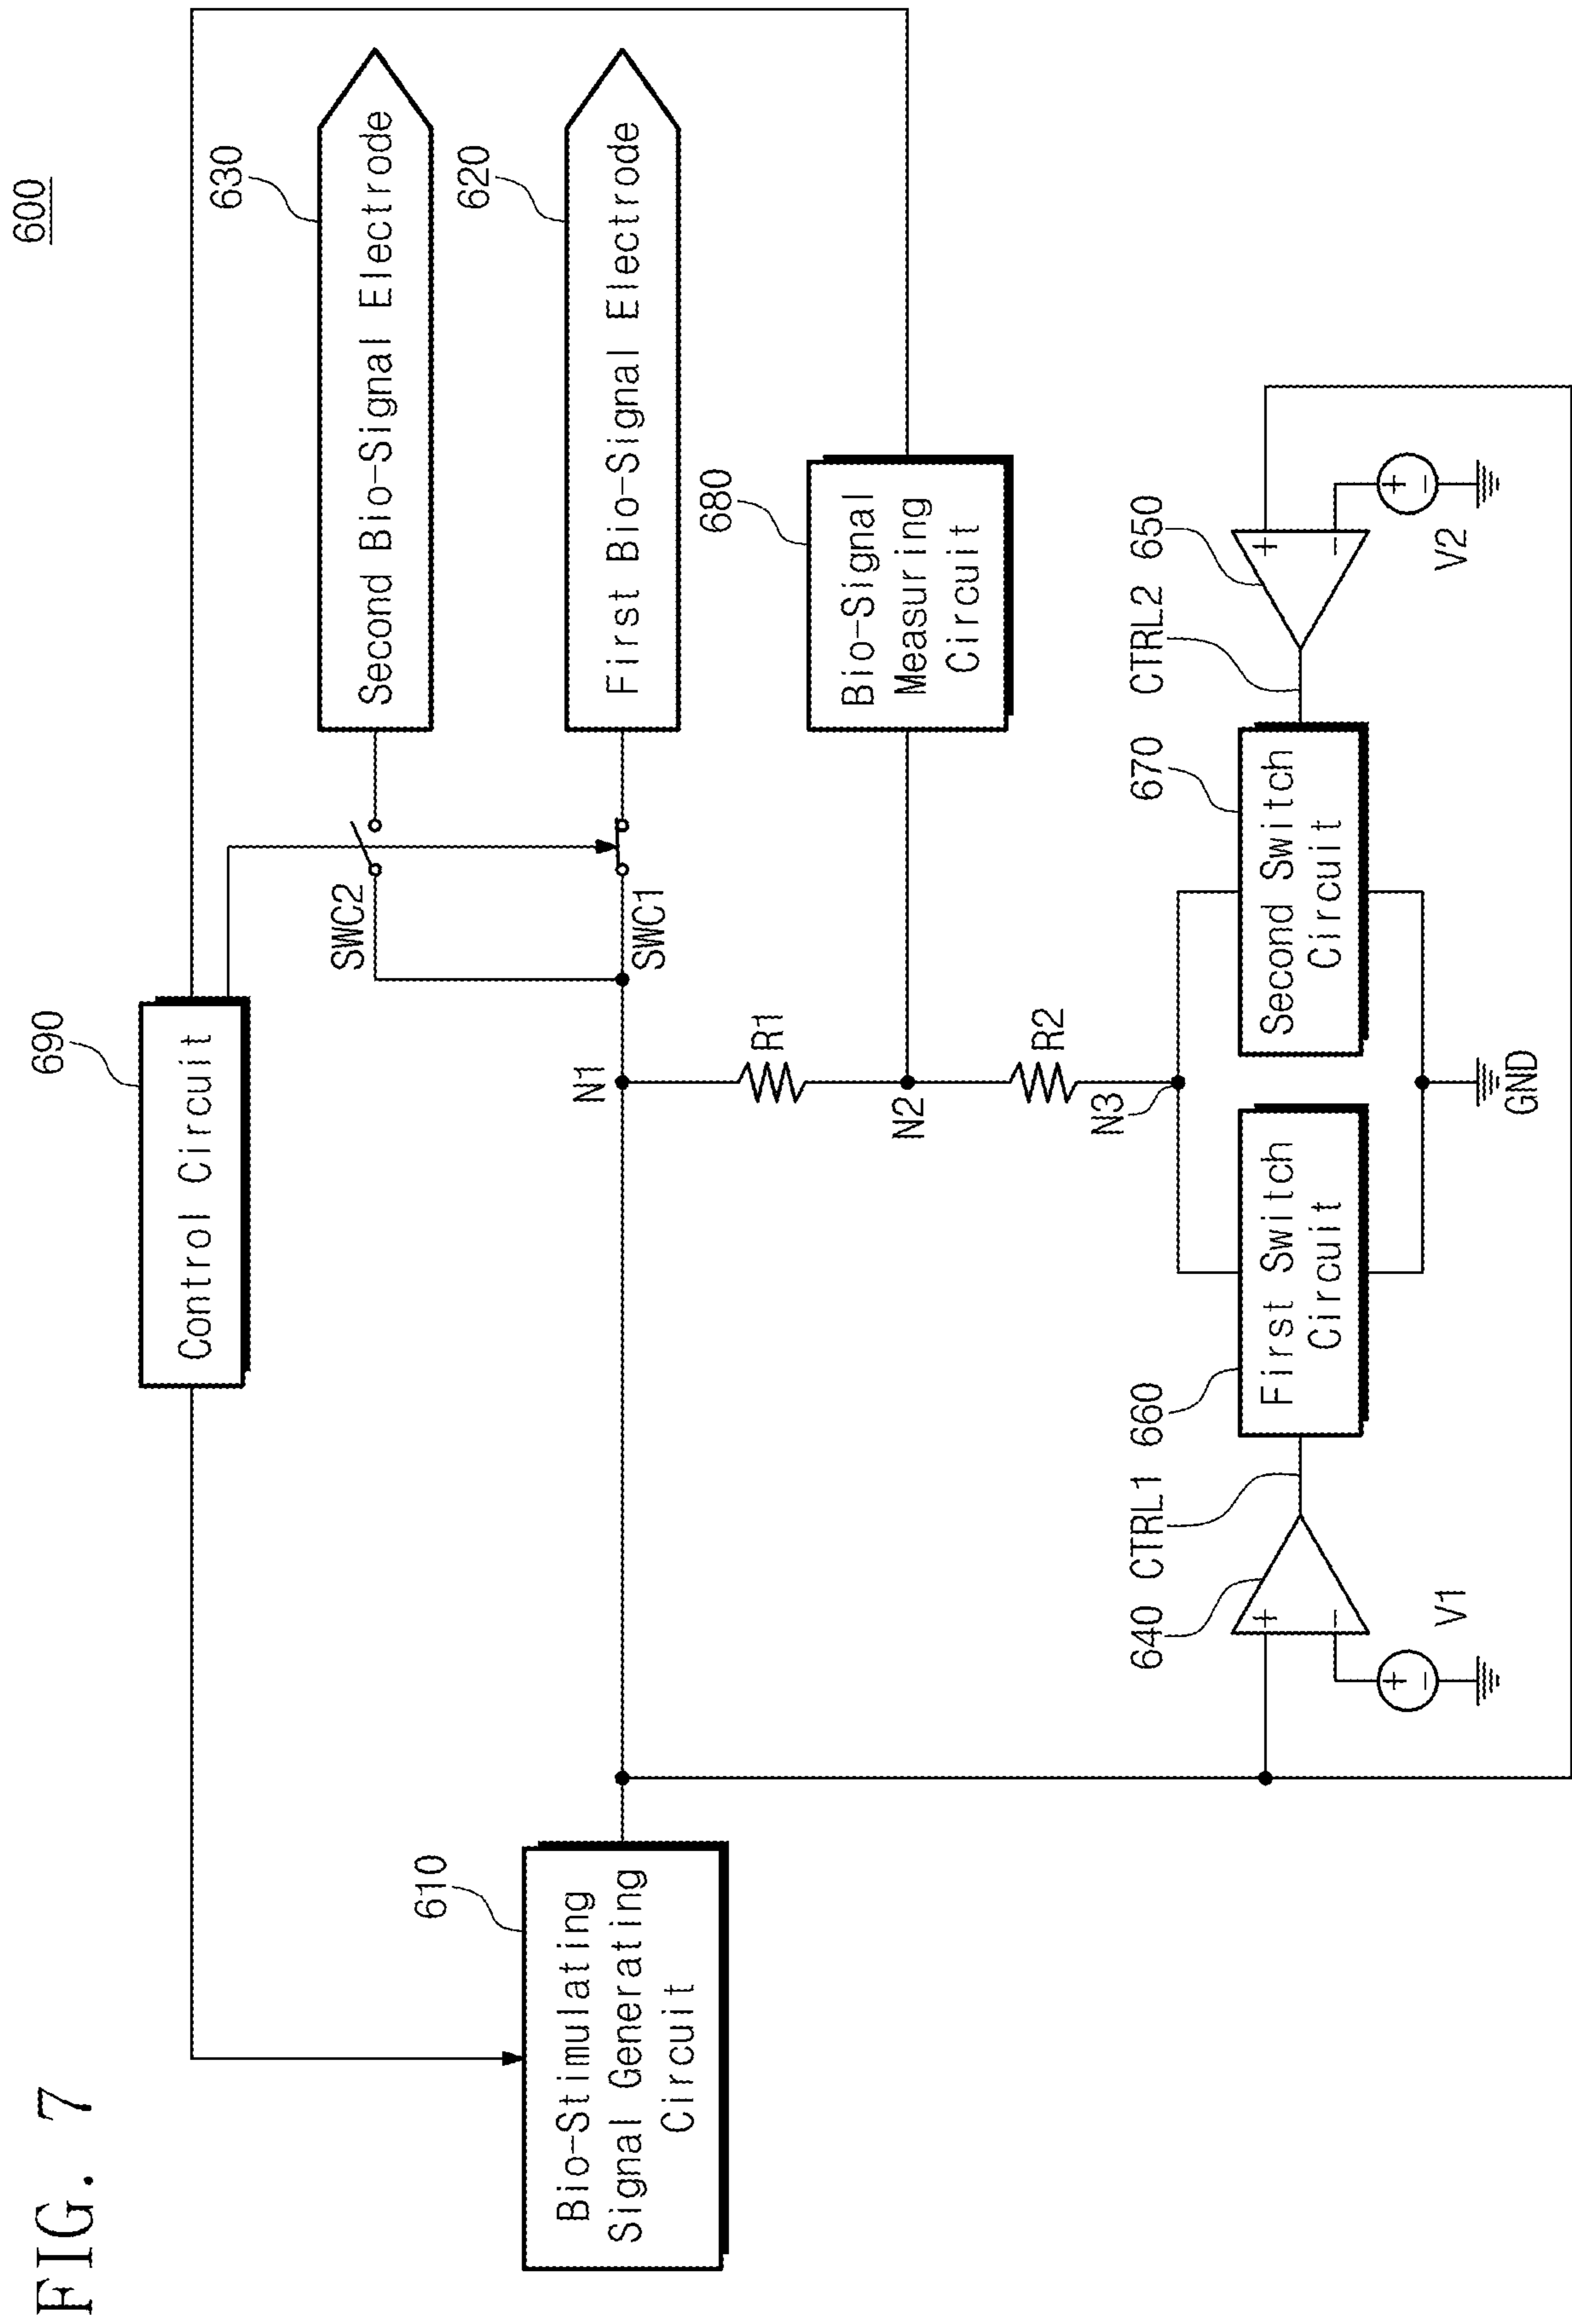 FIG. 7
600
690
Control Circuit
630
Second Bio-Signal Electrode
SWC2
620
First Bio-Signal Electrode
SWC1
610
Bio-Stimulating
Signal Generating
Circuit
N1
R1
680
Bio-Signal
Measuring
Circuit
N2
R2
N3
640
CTRL1
660
First Switch
Circuit
670
Second Switch
Circuit
CTRL2
650
+
-
+
-
V1
GND
+
-
+
-
V2